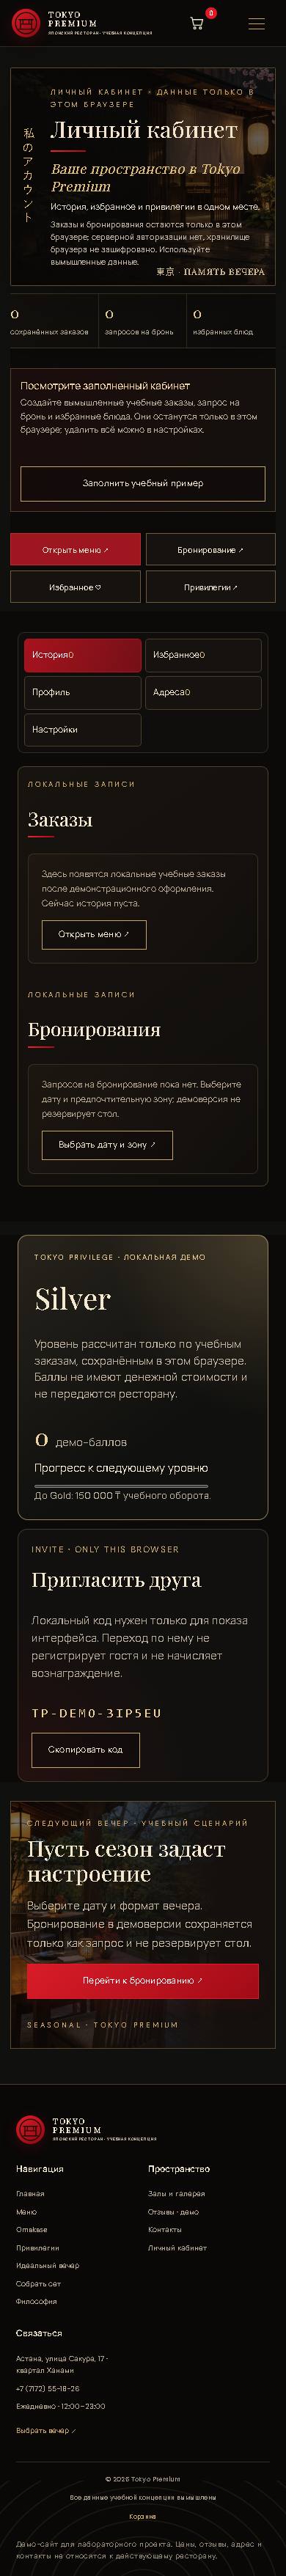 TOKYO
PREMIUM
ЯПОНСКИЙ РЕСТОРАН · УЧЕБНАЯ КОНЦЕПЦИЯ
0
ЛИЧНЫЙ КАБИНЕТ · ДАННЫЕ ТОЛЬКО В
ЭТОМ БРАУЗЕРЕ
私のアカウント
Личный кабинет
Ваше пространство в Tokyo
Premium
История, избранное и привилегии в одном месте.
Заказы и бронирования остаются только в этом
браузере; серверной авторизации нет, хранилище
браузера не зашифровано. Используйте
вымышленные данные.
東京 · ПАМЯТЬ ВЕЧЕРА
0
сохранённых заказов
0
запросов на бронь
0
избранных блюд
Посмотрите заполненный кабинет
Создайте вымышленные учебные заказы, запрос на
бронь и избранные блюда. Они останутся только в этом
браузере; удалить всё можно в настройках.
Заполнить учебный пример
Открыть меню ↗
Бронирование ↗
Избранное ♡
Привилегии ↗
История0
Избранное0
Профиль
Адреса0
Настройки
ЛОКАЛЬНЫЕ ЗАПИСИ
Заказы
Здесь появятся локальные учебные заказы
после демонстрационного оформления.
Сейчас история пуста.
Открыть меню ↗
ЛОКАЛЬНЫЕ ЗАПИСИ
Бронирования
Запросов на бронирование пока нет. Выберите
дату и предпочтительную зону; демоверсия не
резервирует стол.
Выбрать дату и зону ↗
TOKYO PRIVILEGE · ЛОКАЛЬНАЯ ДЕМО
Silver
Уровень рассчитан только по учебным
заказам, сохранённым в этом браузере.
Баллы не имеют денежной стоимости и
не передаются ресторану.
0 демо-баллов
Прогресс к следующему уровню
До Gold: 150 000 ₸ учебного оборота.
INVITE · ONLY THIS BROWSER
Пригласить друга
Локальный код нужен только для показа
интерфейса. Переход по нему не
регистрирует гостя и не начисляет
вознаграждение.
TP-DEMO-3IP5EU
Скопировать код
СЛЕДУЮЩИЙ ВЕЧЕР · УЧЕБНЫЙ СЦЕНАРИЙ
Пусть сезон задаст
настроение
Выберите дату и формат вечера.
Бронирование в демоверсии сохраняется
только как запрос и не резервирует стол.
Перейти к бронированию ↗
SEASONAL · TOKYO PREMIUM
TOKYO
PREMIUM
ЯПОНСКИЙ РЕСТОРАН · УЧЕБНАЯ КОНЦЕПЦИЯ
Навигация
Главная
Меню
Omakase
Привилегии
Идеальный вечер
Собрать сет
Философия
Пространство
Залы и галерея
Отзывы · демо
Контакты
Личный кабинет
Связаться
Астана, улица Сакура, 17 ·
квартал Ханами
+7 (7172) 55-18-26
Ежедневно · 12:00–23:00
Выбрать вечер ↗
© 2026 Tokyo Premium
Все данные учебной концепции вымышлены
Корзина
Демо-сайт для лабораторного проекта. Цены, отзывы, адрес и
контакты не относятся к действующему ресторану.